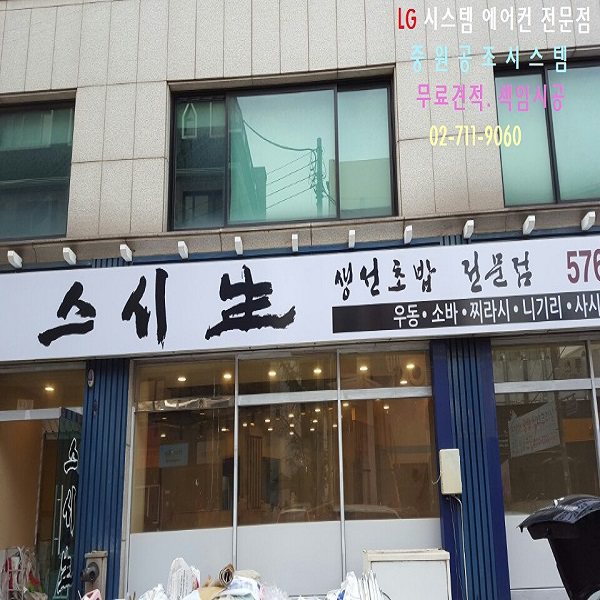 LG 시스템 에어컨 전문점
중원공조시스템
무료견적. 책임시공
02-711-9060
스시 生
생선초밥 전문점 576
우동·소바·찌라시·니기리·사시
스시生